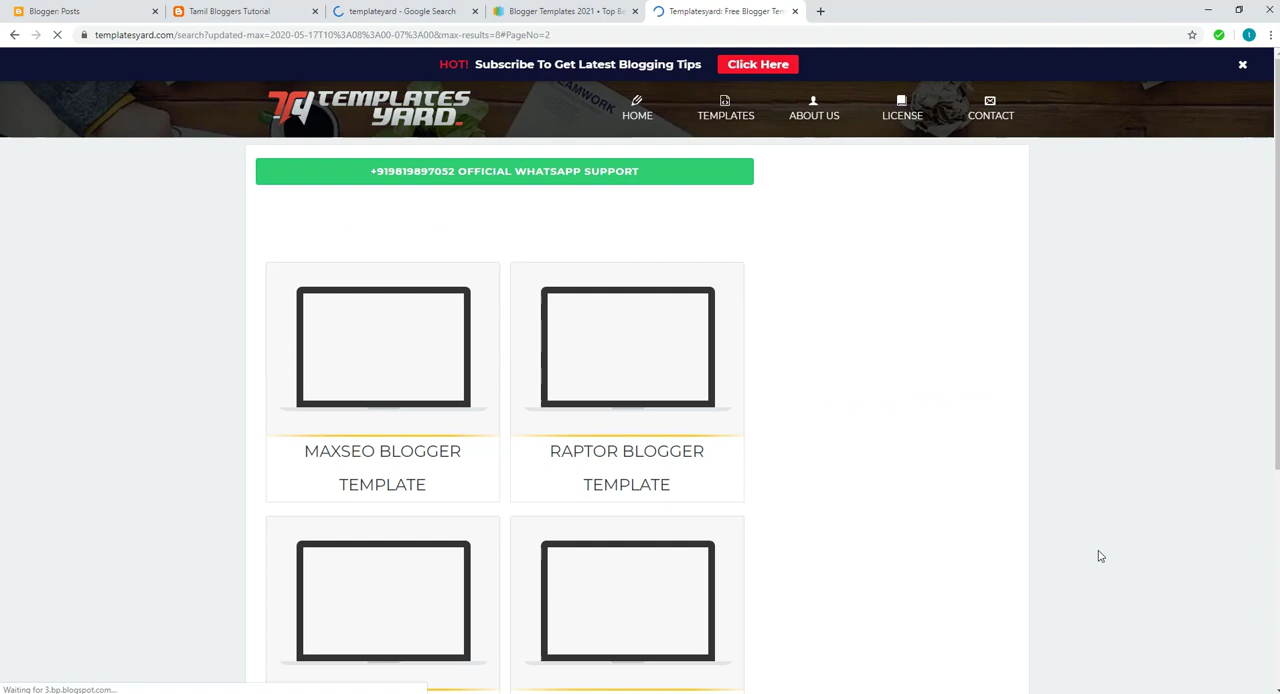 Blogger: Posts
Tamil Bloggers Tutorial
templateyard - Google Search
Blogger Templates 2021 • Top Be
Templatesyard: Free Blogger Tem
templatesyard.com/search?updated-max=2020-05-17T10%3A08%3A00-07%3A00&max-results=8#PageNo=2
t
HOT! Subscribe To Get Latest Blogging Tips Click Here
TEMPLATES
YARD
HOME
TEMPLATES
ABOUT US
LICENSE
CONTACT
TEAMWORK
+919819897052 OFFICIAL WHATSAPP SUPPORT
MAXSEO BLOGGER
TEMPLATE
RAPTOR BLOGGER
TEMPLATE
Waiting for 3.bp.blogspot.com...